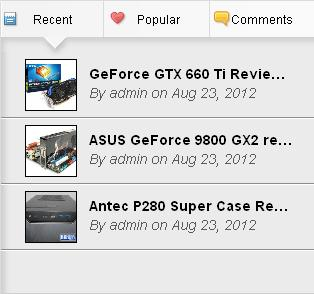 Recent Popular Comments
GeForce GTX 660 Ti Revie...
By admin on Aug 23, 2012
ASUS GeForce 9800 GX2 re...
By admin on Aug 23, 2012
Antec P280 Super Case Re...
By admin on Aug 23, 2012